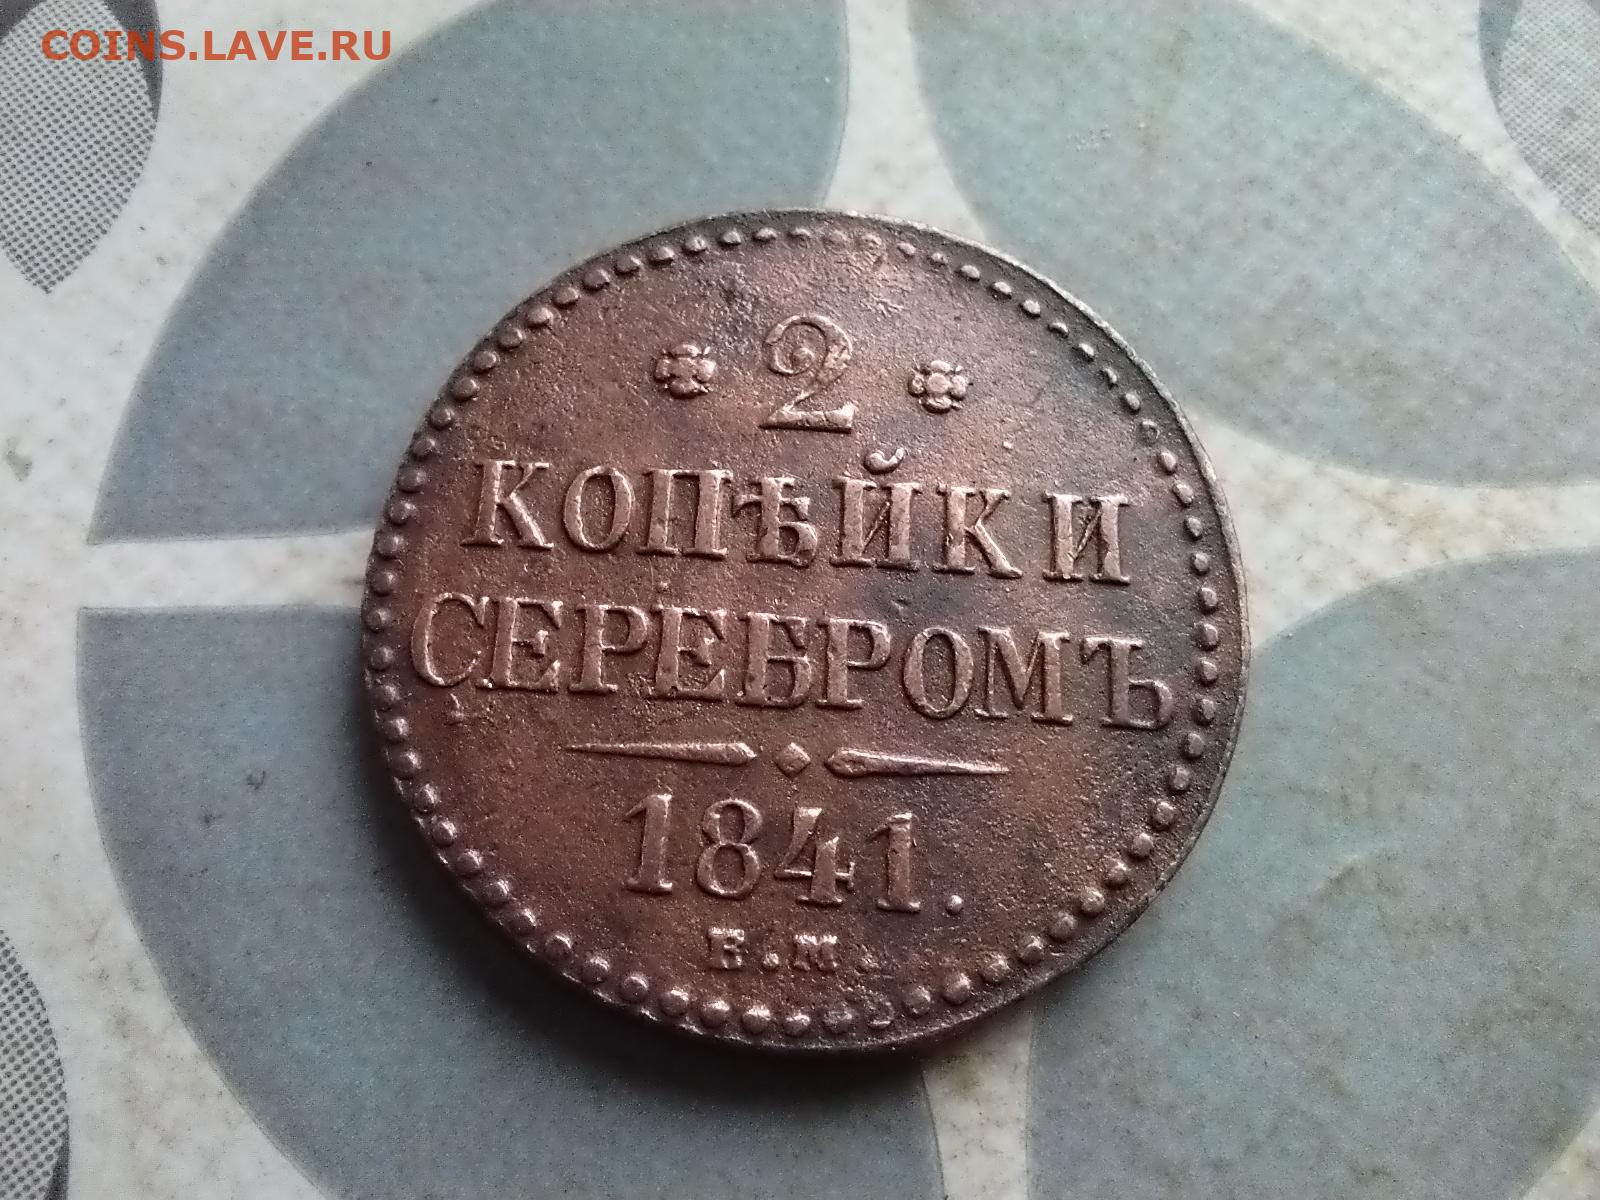 COINS.LAVE.RU
2
КОПѢЙКИ
СЕРЕБРОМЪ
1841.
Е.М.